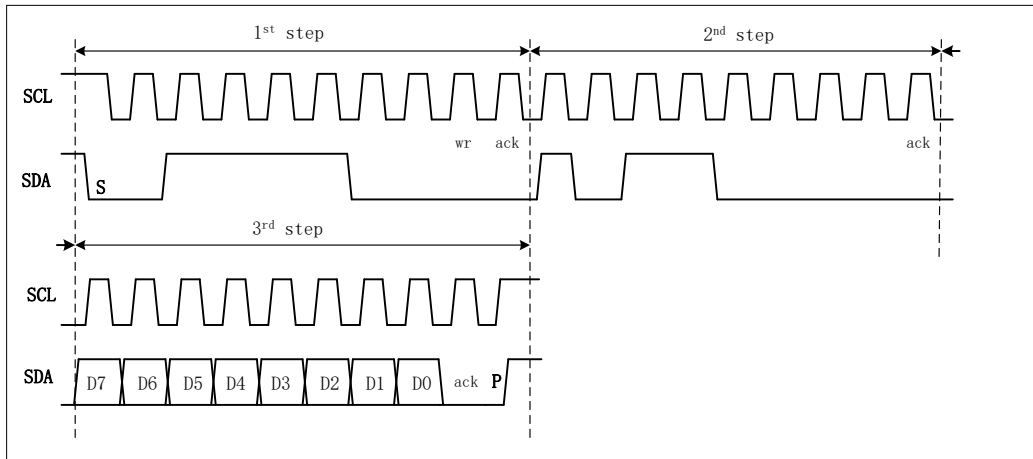 1st step
2nd step
SCL
wr ack
ack
SDA
S
3rd step
SCL
SDA
D7 D6 D5 D4 D3 D2 D1 D0 ack P